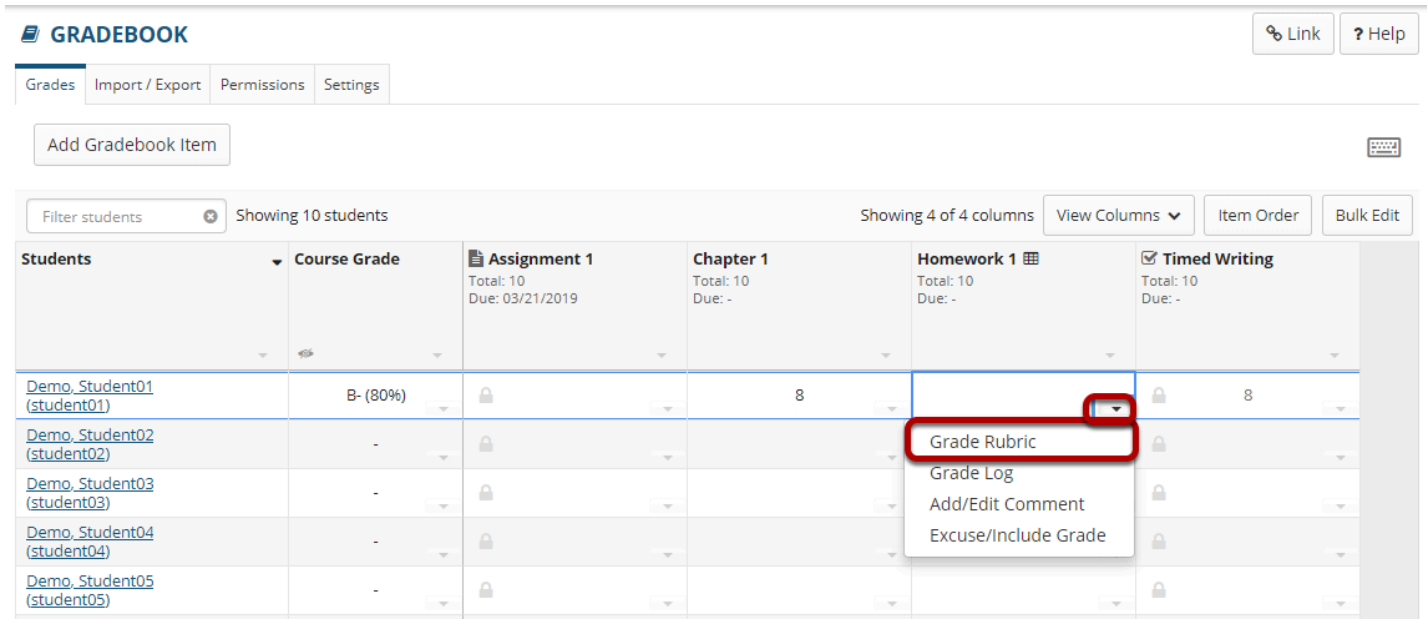 GRADEBOOK
Link
? Help
Grades
Import / Export
Permissions
Settings
Add Gradebook Item
Filter students
Showing 10 students
Showing 4 of 4 columns
View Columns
Item Order
Bulk Edit
Students
Course Grade
Assignment 1
Total: 10
Due: 03/21/2019
Chapter 1
Total: 10
Due: -
Homework 1
Total: 10
Due: -
Timed Writing
Total: 10
Due: -
Demo, Student01
(student01)
B- (80%)
8
8
Grade Rubric
Grade Log
Add/Edit Comment
Excuse/Include Grade
Demo, Student02
(student02)
-
Demo, Student03
(student03)
-
Demo, Student04
(student04)
-
Demo, Student05
(student05)
-